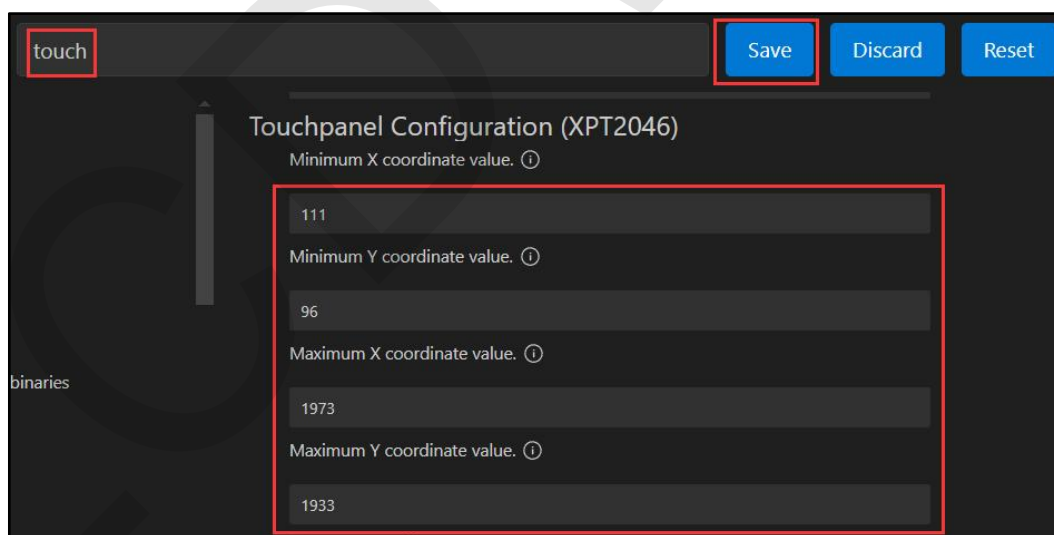 touch
Save Discard Reset
Touchpanel Configuration (XPT2046)
Minimum X coordinate value.
111
Minimum Y coordinate value.
96
Maximum X coordinate value.
binaries
1973
Maximum Y coordinate value.
1933